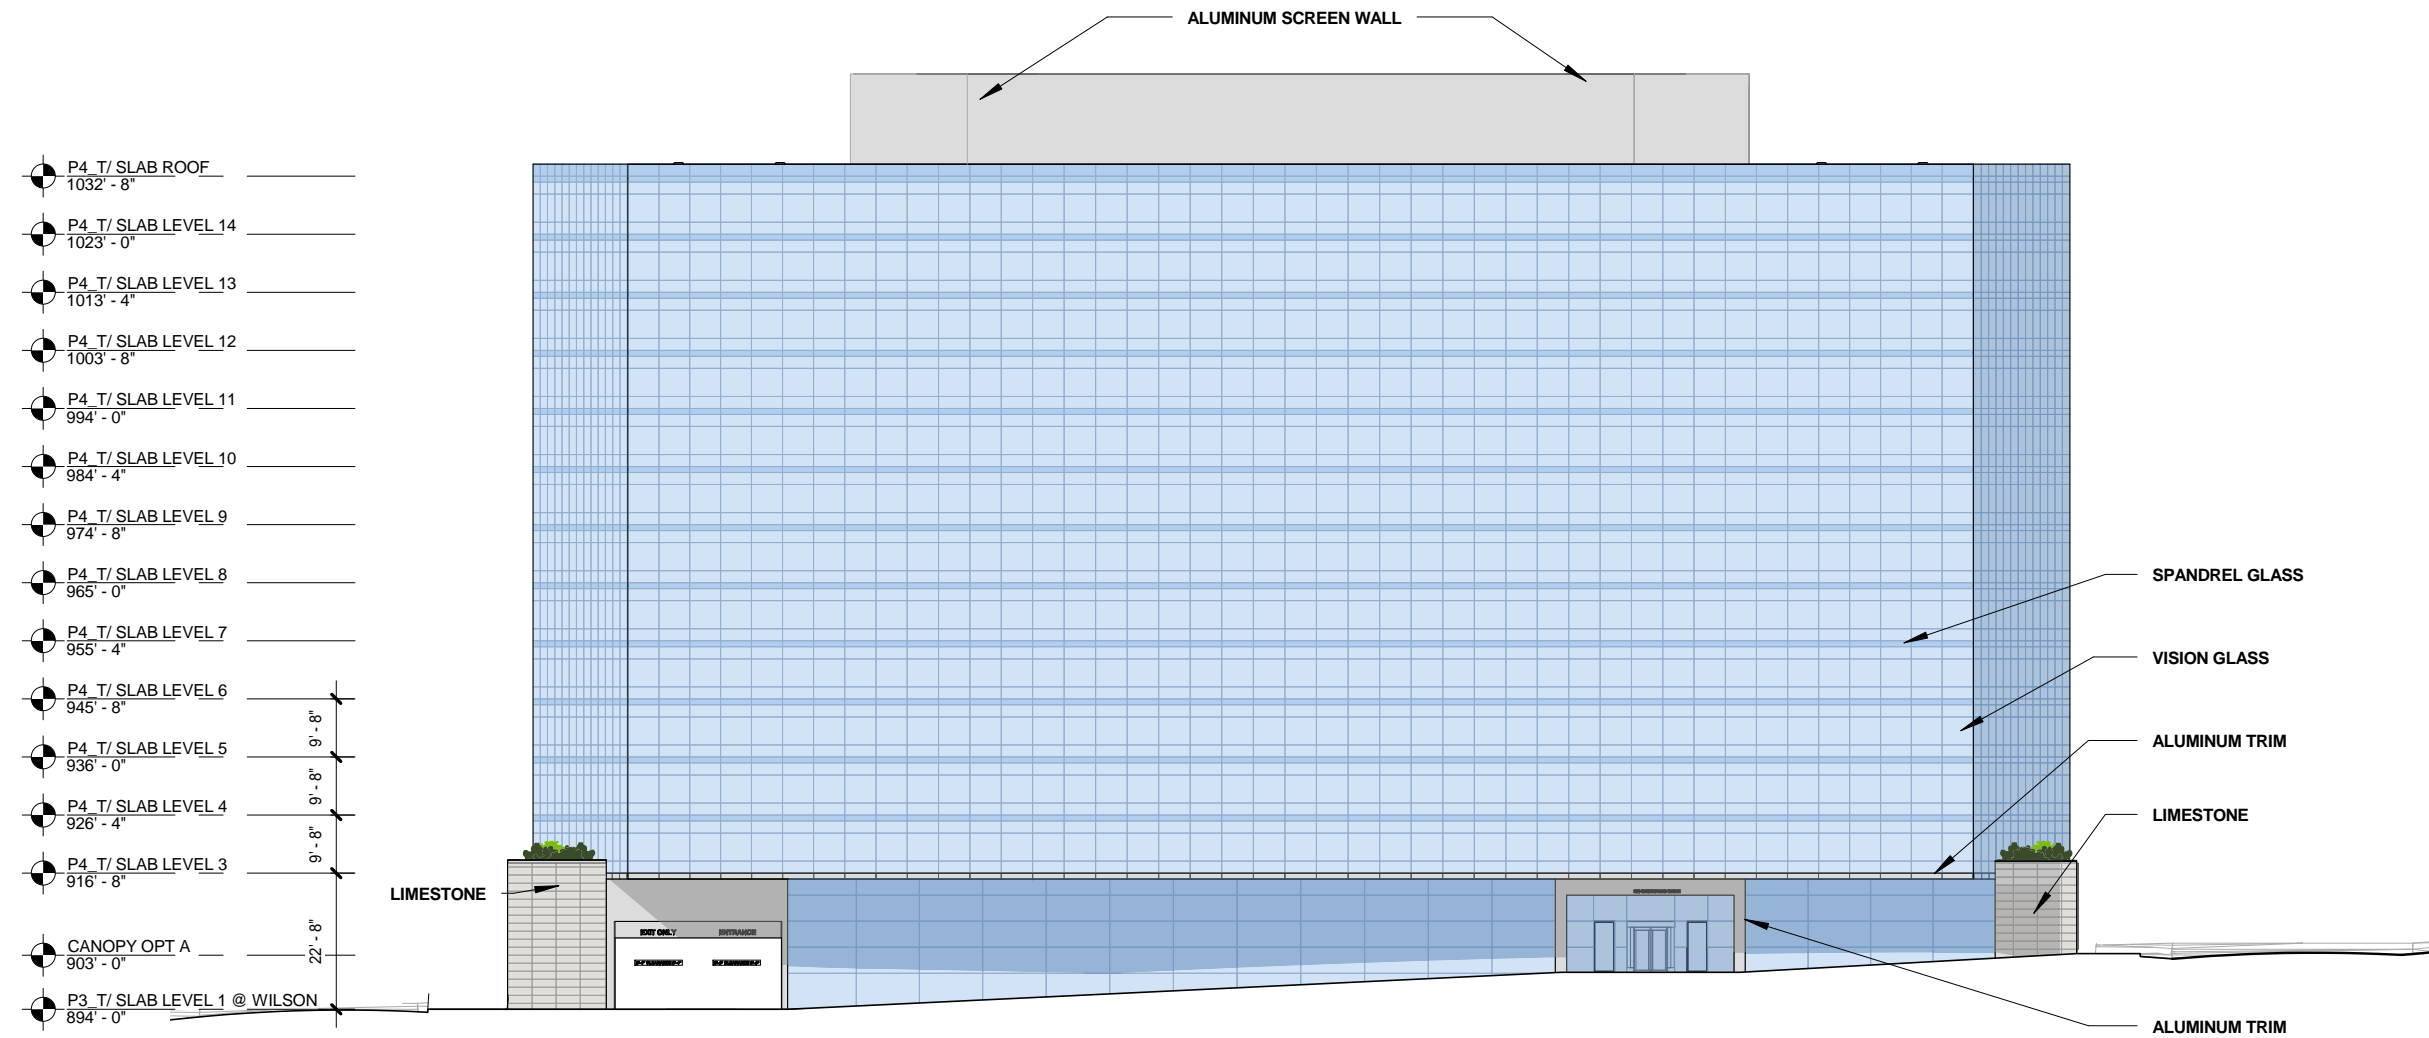 ALUMINUM SCREEN WALL
P4_T/ SLAB ROOF
1032' - 8"
P4_T/ SLAB LEVEL 14
1023' - 0"
P4_T/ SLAB LEVEL 13
1013' - 4"
P4_T/ SLAB LEVEL 12
1003' - 8"
P4_T/ SLAB LEVEL 11
994' - 0"
P4_T/ SLAB LEVEL 10
984' - 4"
P4_T/ SLAB LEVEL 9
974' - 8"
P4_T/ SLAB LEVEL 8
965' - 0"
P4_T/ SLAB LEVEL 7
955' - 4"
P4_T/ SLAB LEVEL 6
945' - 8"
9' - 8"
P4_T/ SLAB LEVEL 5
936' - 0"
9' - 8"
P4_T/ SLAB LEVEL 4
926' - 4"
9' - 8"
P4_T/ SLAB LEVEL 3
916' - 8"
22' - 8"
CANOPY OPT A
903' - 0"
P3_T/ SLAB LEVEL 1 @ WILSON
894' - 0"
LIMESTONE
EXIT ONLY
ENTRANCE
SPANDREL GLASS
VISION GLASS
ALUMINUM TRIM
LIMESTONE
ALUMINUM TRIM